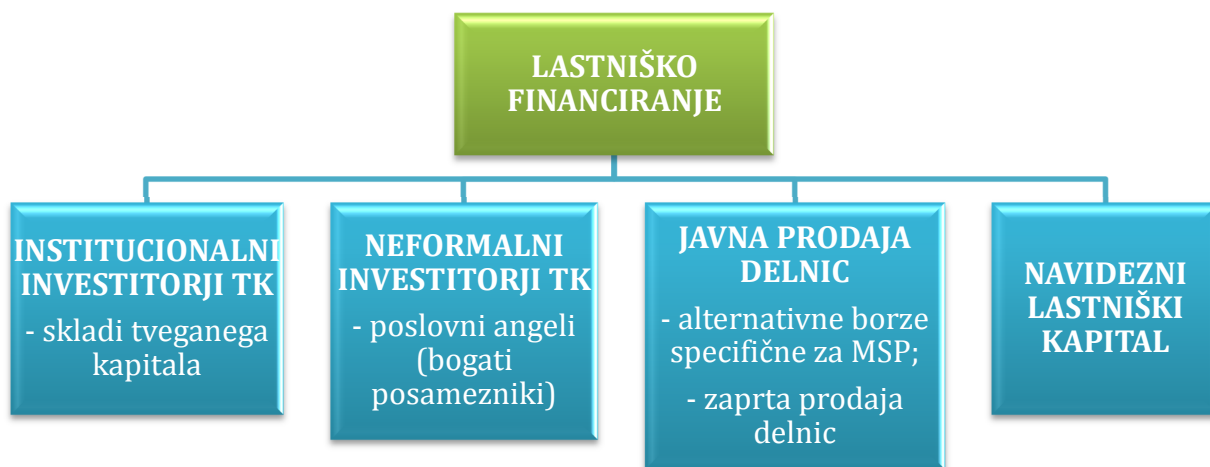 LASTNIŠKO
FINANCIRANJE
INSTITUCIONALNI
INVESTITORJI TK
- skladi tveganega
kapitala
NEFORMALNI
INVESTITORJI TK
- poslovni angeli
(bogati
posamezniki)
JAVNA PRODAJA
DELNIC
- alternativne borze
specifične za MSP;
- zaprta prodaja
delnic
NAVIDEZNI
LASTNIŠKI
KAPITAL